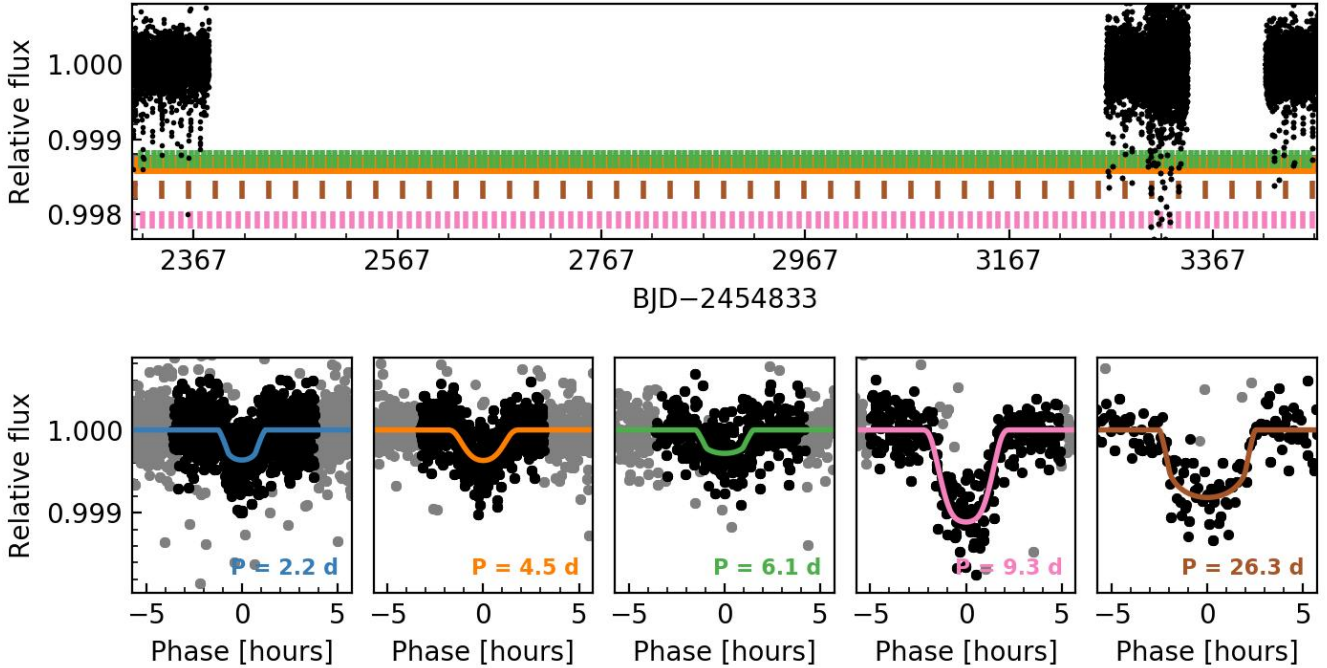 Relative flux
1.000
0.999
0.998
2367 2567 2767 2967 3167 3367
BJD−2454833
Relative flux
1.000
0.999
P = 2.2 d
P = 4.5 d
P = 6.1 d
P = 9.3 d
P = 26.3 d
−5 0 5
−5 0 5
−5 0 5
−5 0 5
−5 0 5
Phase [hours]
Phase [hours]
Phase [hours]
Phase [hours]
Phase [hours]